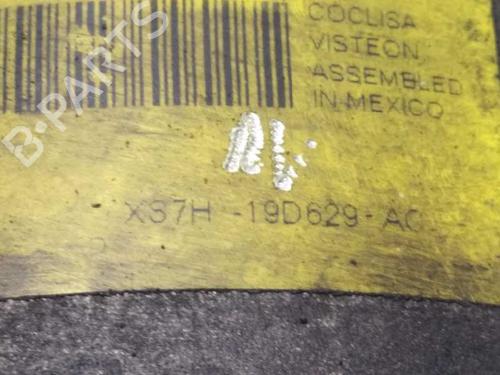 COCLISA
VISTEON
ASSEMBLED
IN MEXICO
B-PARTS
XS7H -19D629-AC